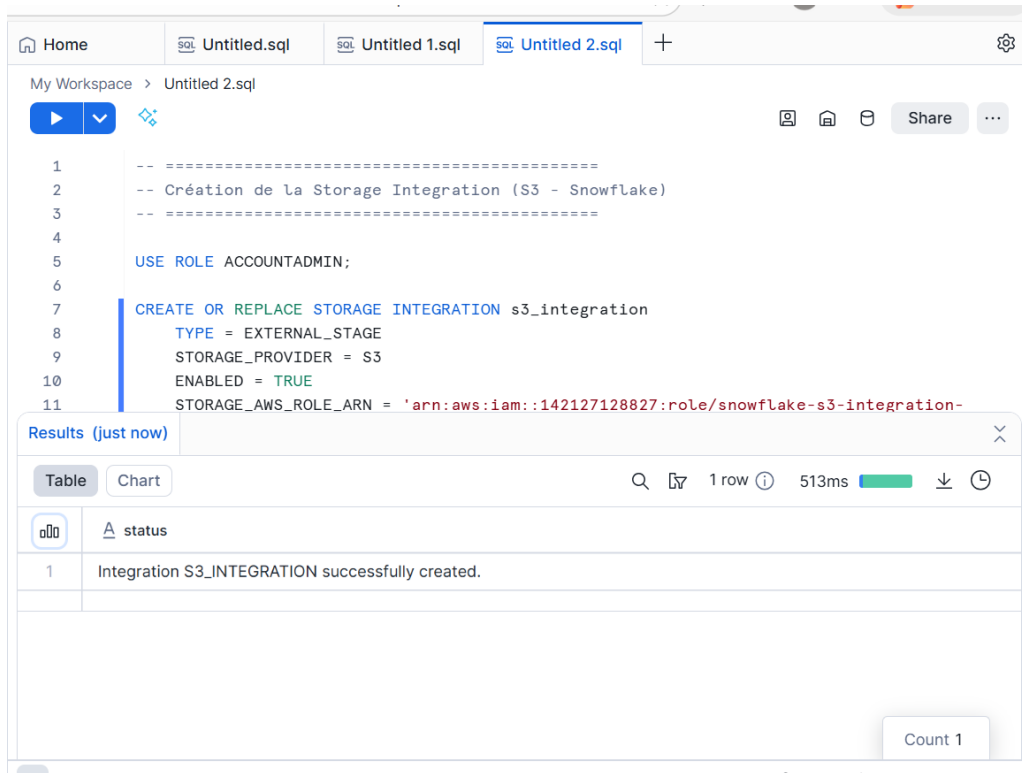 Home
SQL Untitled.sql
SQL Untitled 1.sql
SQL Untitled 2.sql
My Workspace > Untitled 2.sql
Share
1 -- ============================================
2 -- Création de la Storage Integration (S3 - Snowflake)
3 -- ============================================
4
5 USE ROLE ACCOUNTADMIN;
6
7 CREATE OR REPLACE STORAGE INTEGRATION s3_integration
8 TYPE = EXTERNAL_STAGE
9 STORAGE_PROVIDER = S3
10 ENABLED = TRUE
11 STORAGE_AWS_ROLE_ARN = 'arn:aws:iam::142127128827:role/snowflake-s3-integration-
Results (just now)
Table Chart 1 row 513ms
A status
1 Integration S3_INTEGRATION successfully created.
Count 1